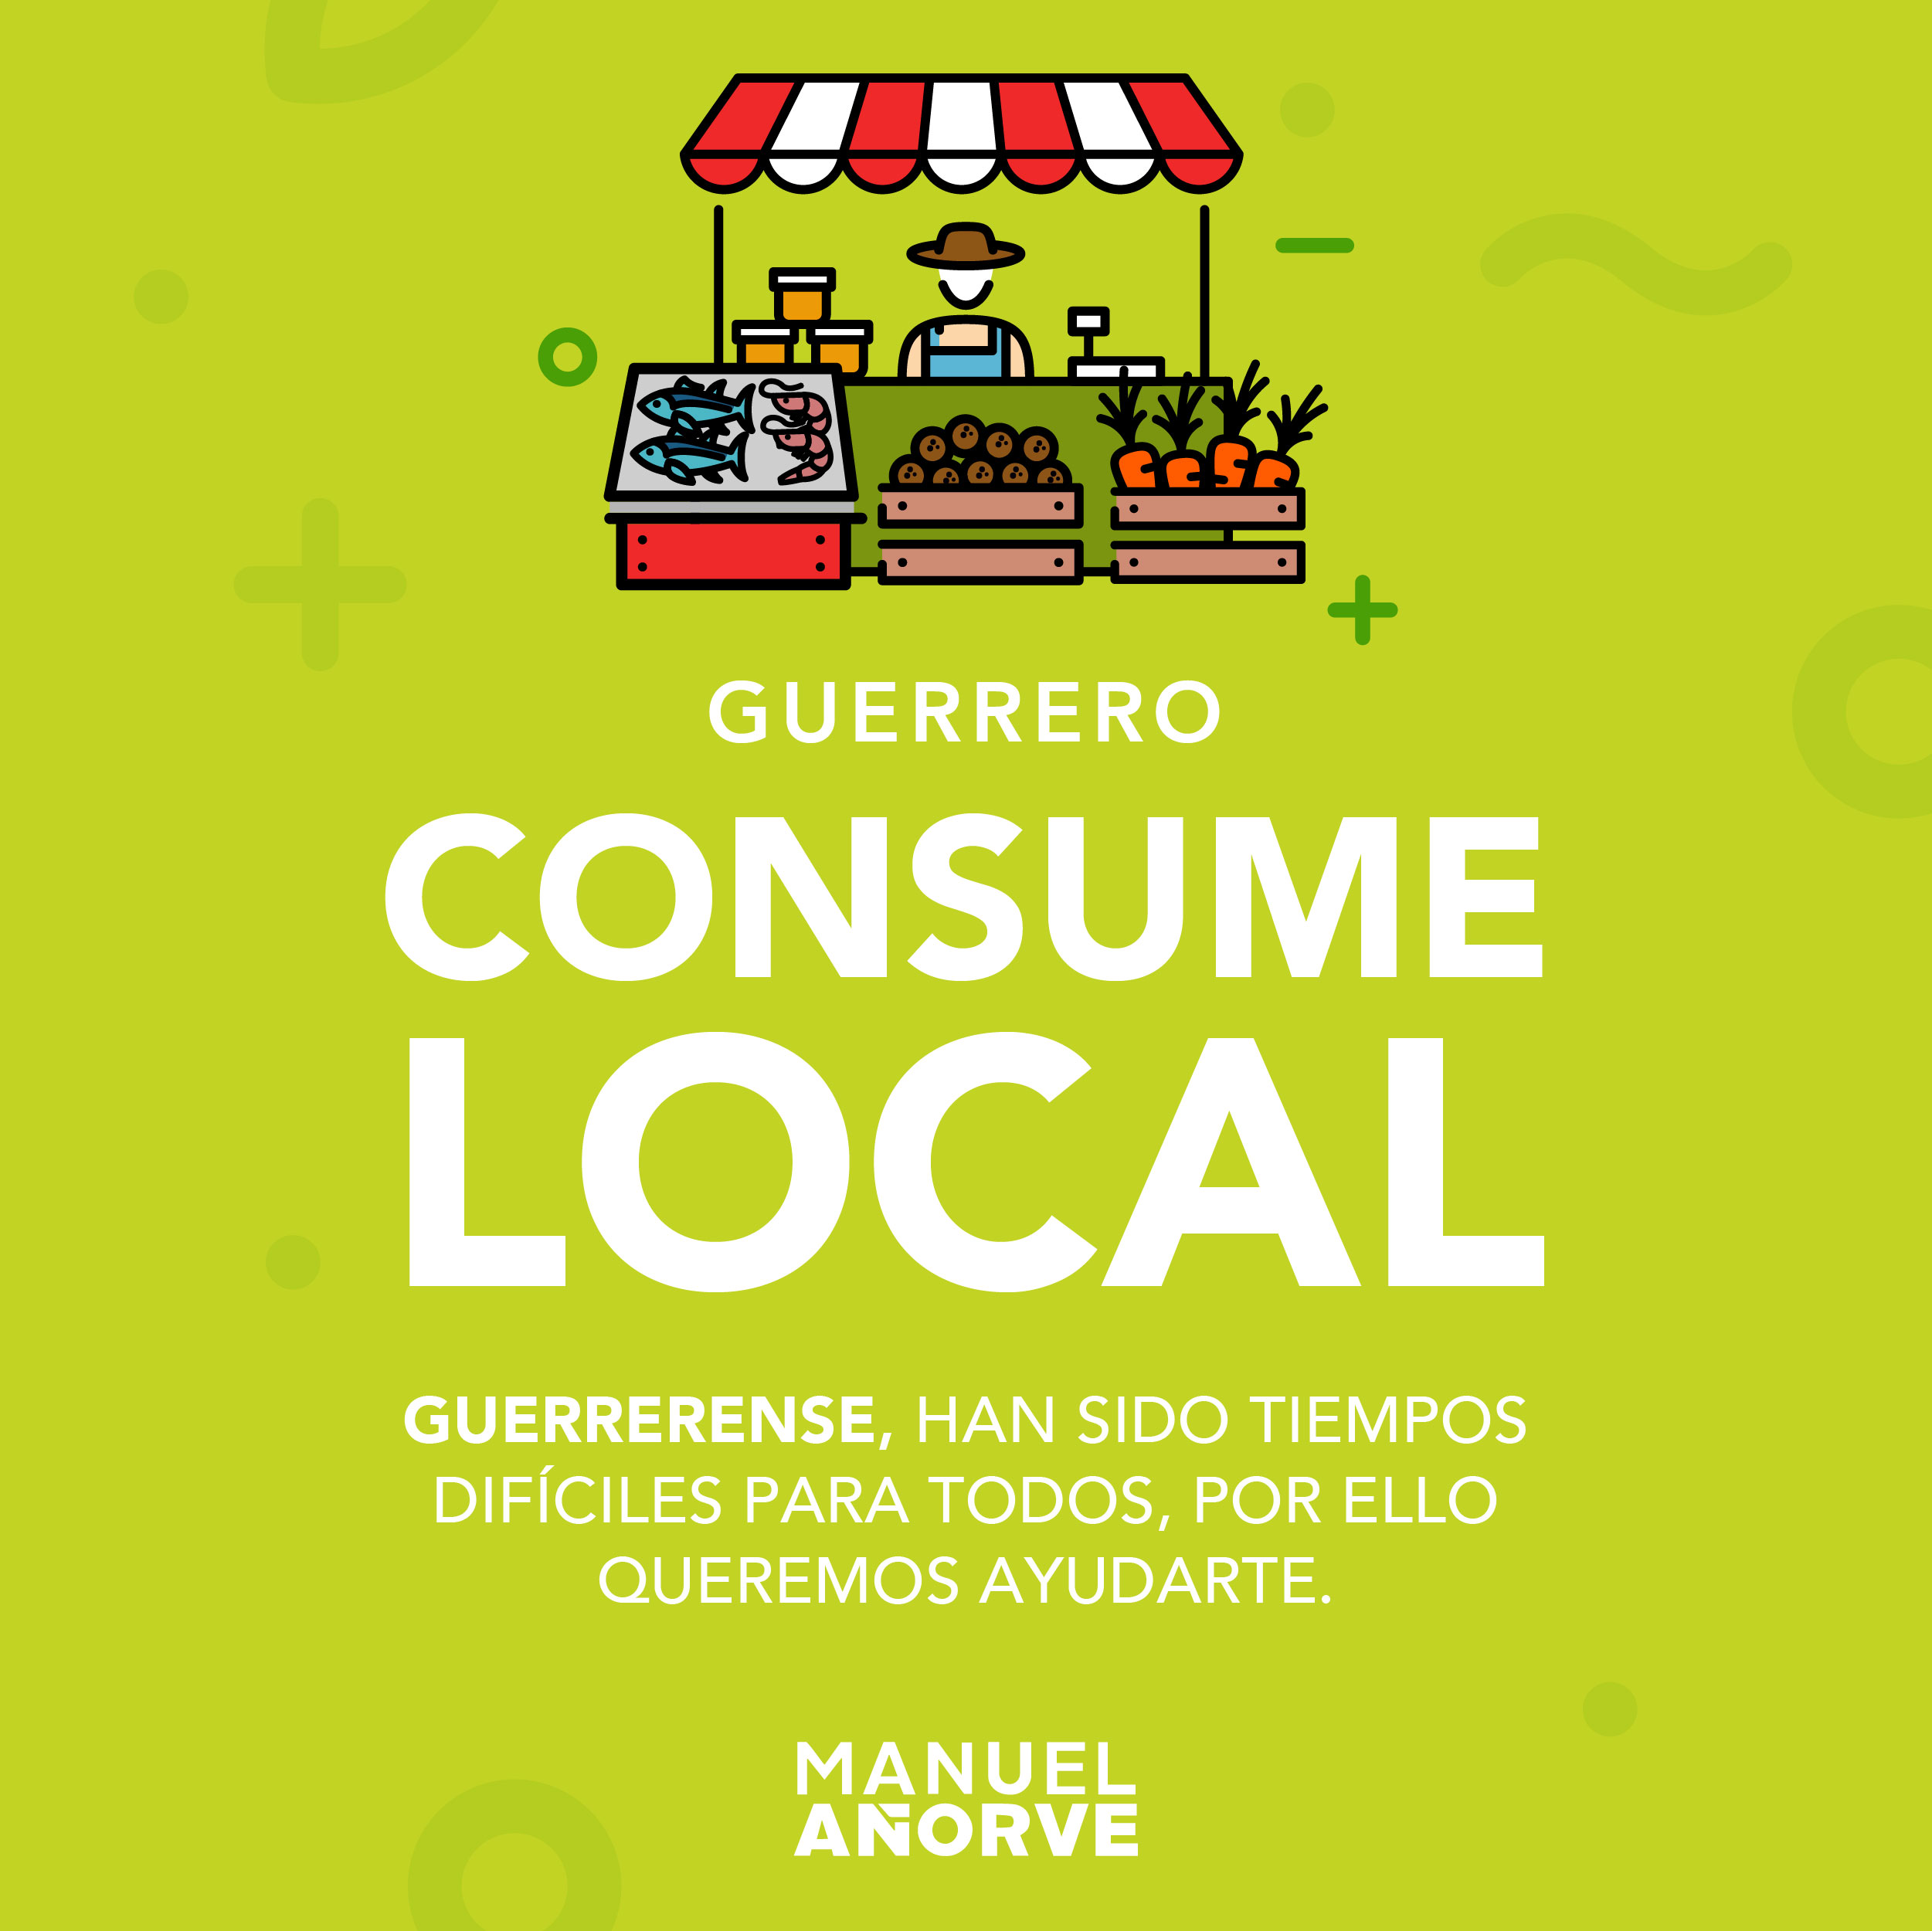 GUERRERO
CONSUME
LOCAL
GUERRERENSE, HAN SIDO TIEMPOS
DIFÍCILES PARA TODOS, POR ELLO
QUEREMOS AYUDARTE.
MANUEL
AÑORVE